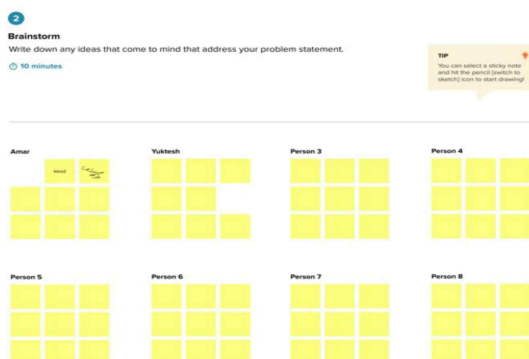 2
Brainstorm
Write down any ideas that come to mind that address your problem statement.
10 minutes
TIP
You can select a sticky note
and hit the pencil [switch to
sketch] icon to start drawing!
Amar
Yuktesh
Person 3
Person 4
Person 5
Person 6
Person 7
Person 8